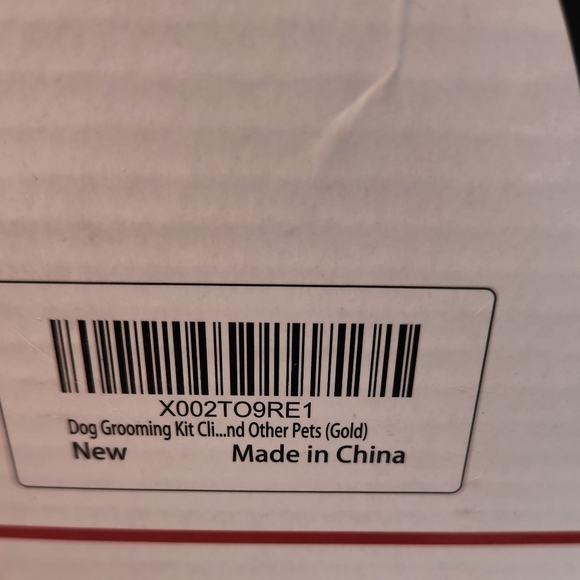 X002TO9RE1
Dog Grooming Kit Cli...nd Other Pets (Gold)
New Made in China